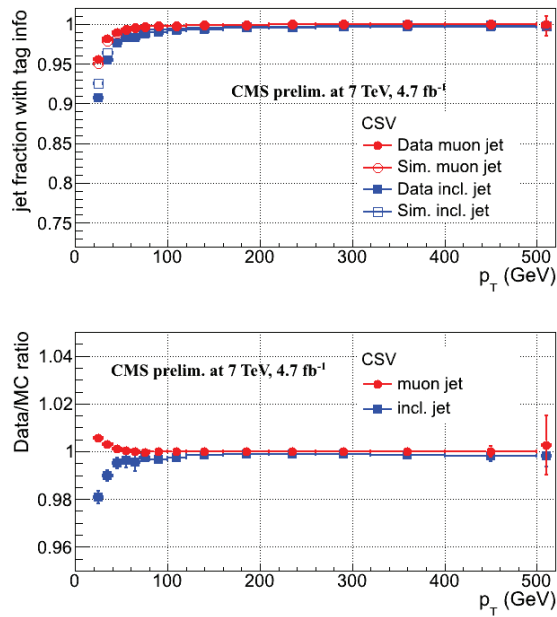 jet fraction with tag info
1
0.95
0.9
0.85
0.8
0.75
CMS prelim. at 7 TeV, 4.7 fb⁻¹
CSV
Data muon jet
Sim. muon jet
Data incl. jet
Sim. incl. jet
0 100 200 300 400 500
p_T (GeV)
Data/MC ratio
1.04
1.02
1
0.98
0.96
CMS prelim. at 7 TeV, 4.7 fb⁻¹
CSV
muon jet
incl. jet
0 100 200 300 400 500
p_T (GeV)